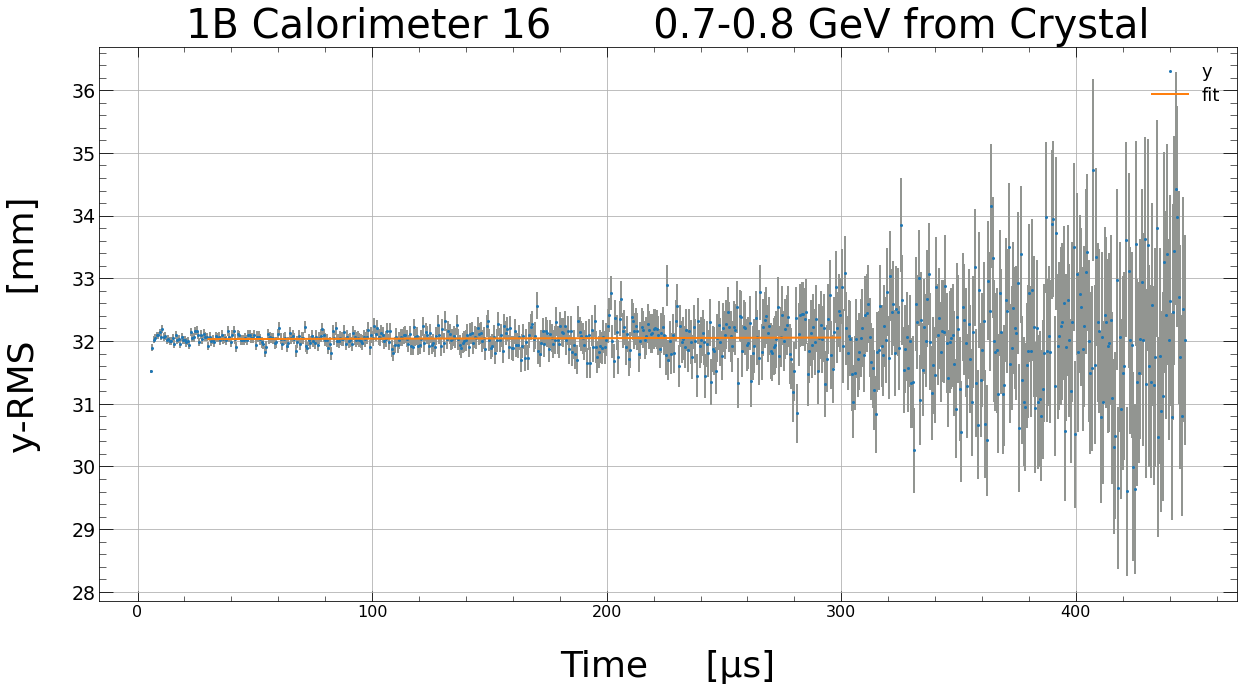 1B Calorimeter 16 0.7-0.8 GeV from Crystal
y
fit
y-RMS [mm]
36
35
34
33
32
31
30
29
28
0 100 200 300 400
Time [μs]